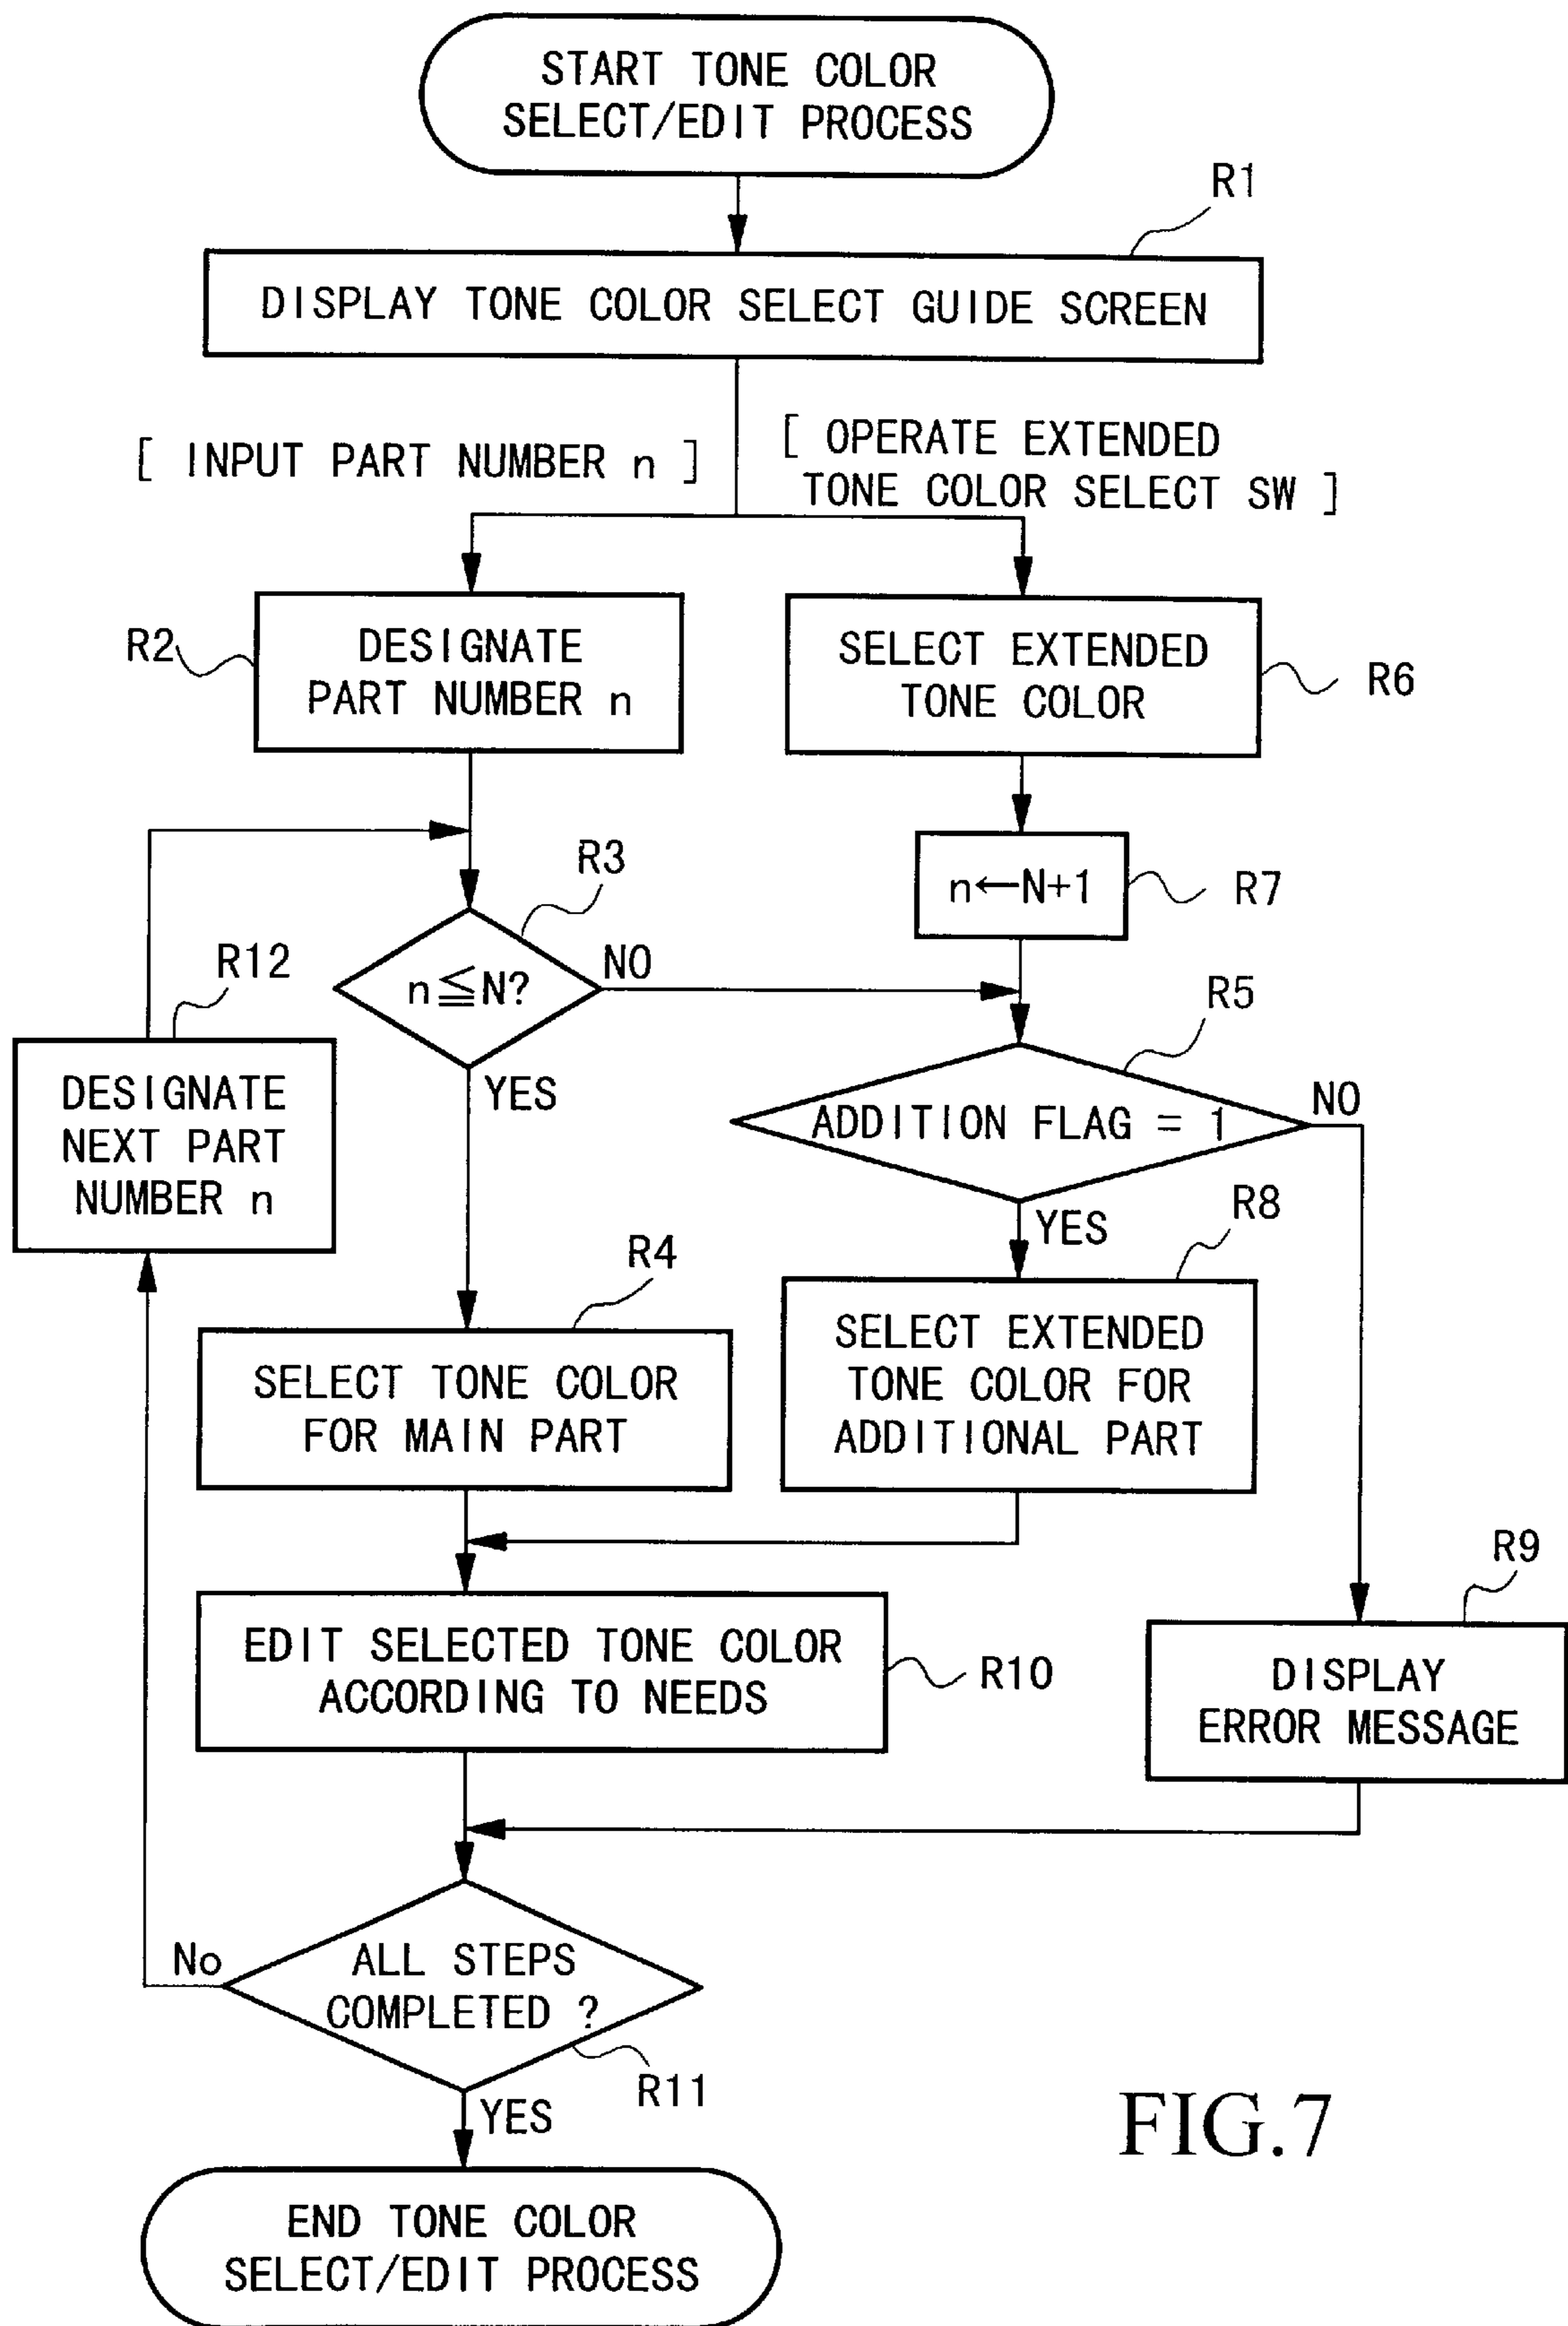 START TONE COLOR
SELECT/EDIT PROCESS
R1
DISPLAY TONE COLOR SELECT GUIDE SCREEN
[ INPUT PART NUMBER n ]
[ OPERATE EXTENDED
TONE COLOR SELECT SW ]
R2
DESIGNATE
PART NUMBER n
SELECT EXTENDED
TONE COLOR
R6
n←N+1
R7
R3
n≦N?
NO
YES
R12
DESIGNATE
NEXT PART
NUMBER n
R5
ADDITION FLAG = 1
NO
YES
R4
SELECT TONE COLOR
FOR MAIN PART
R8
SELECT EXTENDED
TONE COLOR FOR
ADDITIONAL PART
EDIT SELECTED TONE COLOR
ACCORDING TO NEEDS
R10
R9
DISPLAY
ERROR MESSAGE
No
ALL STEPS
COMPLETED ?
R11
YES
END TONE COLOR
SELECT/EDIT PROCESS
FIG.7